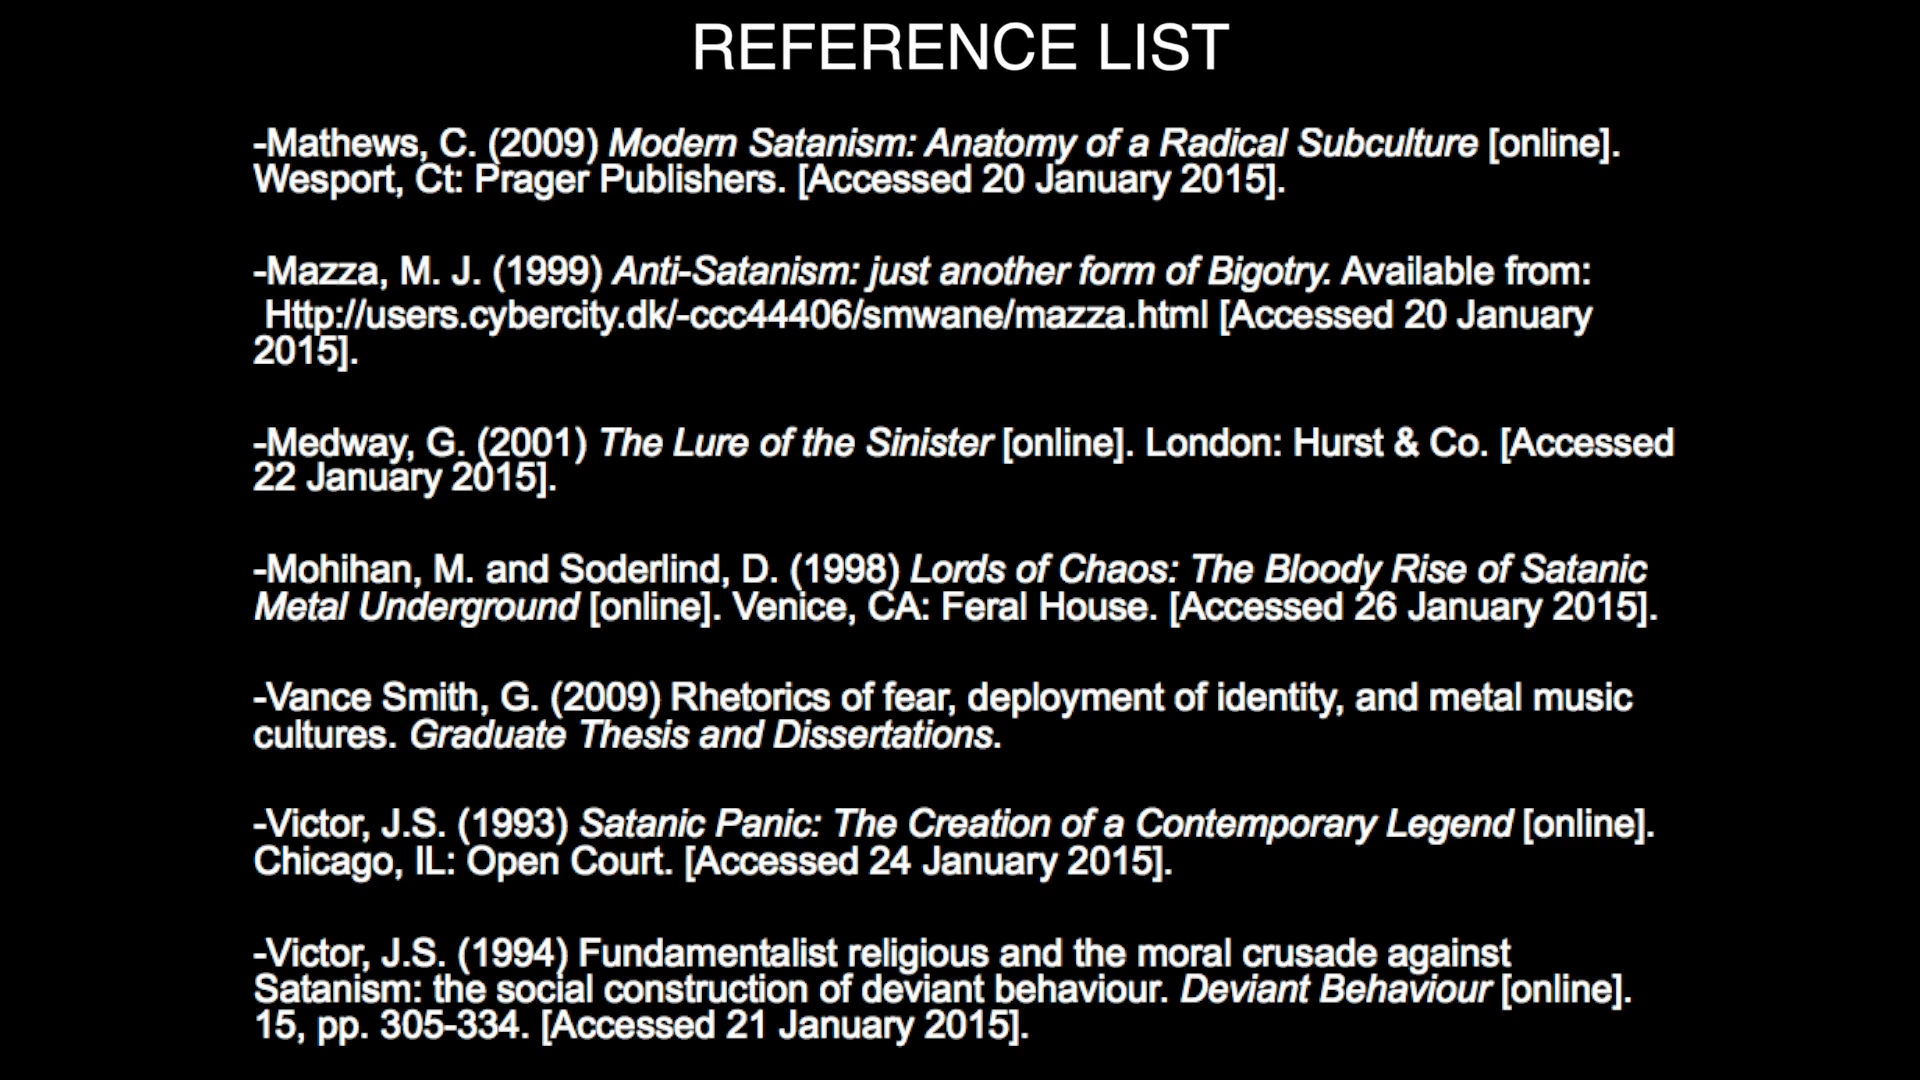 REFERENCE LIST
-Mathews, C. (2009) Modern Satanism: Anatomy of a Radical Subculture [online].
Wesport, Ct: Prager Publishers. [Accessed 20 January 2015].
-Mazza, M. J. (1999) Anti-Satanism: just another form of Bigotry. Available from:
Http://users.cybercity.dk/-ccc44406/smwane/mazza.html [Accessed 20 January
2015].
-Medway, G. (2001) The Lure of the Sinister [online]. London: Hurst & Co. [Accessed
22 January 2015].
-Mohihan, M. and Soderlind, D. (1998) Lords of Chaos: The Bloody Rise of Satanic
Metal Underground [online]. Venice, CA: Feral House. [Accessed 26 January 2015].
-Vance Smith, G. (2009) Rhetorics of fear, deployment of identity, and metal music
cultures. Graduate Thesis and Dissertations.
-Victor, J.S. (1993) Satanic Panic: The Creation of a Contemporary Legend [online].
Chicago, IL: Open Court. [Accessed 24 January 2015].
-Victor, J.S. (1994) Fundamentalist religious and the moral crusade against
Satanism: the social construction of deviant behaviour. Deviant Behaviour [online].
15, pp. 305-334. [Accessed 21 January 2015].